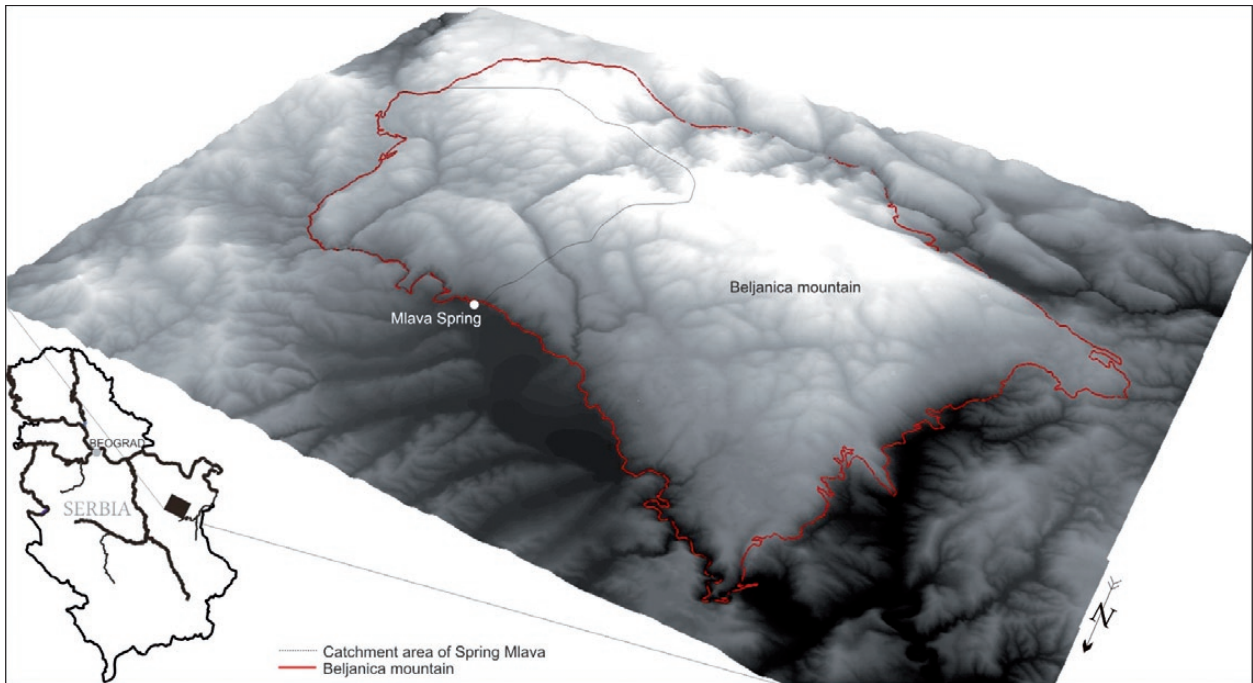 Beljanica mountain
Mlava Spring
BEOGRAD
SERBIA
N
Catchment area of Spring Mlava
Beljanica mountain